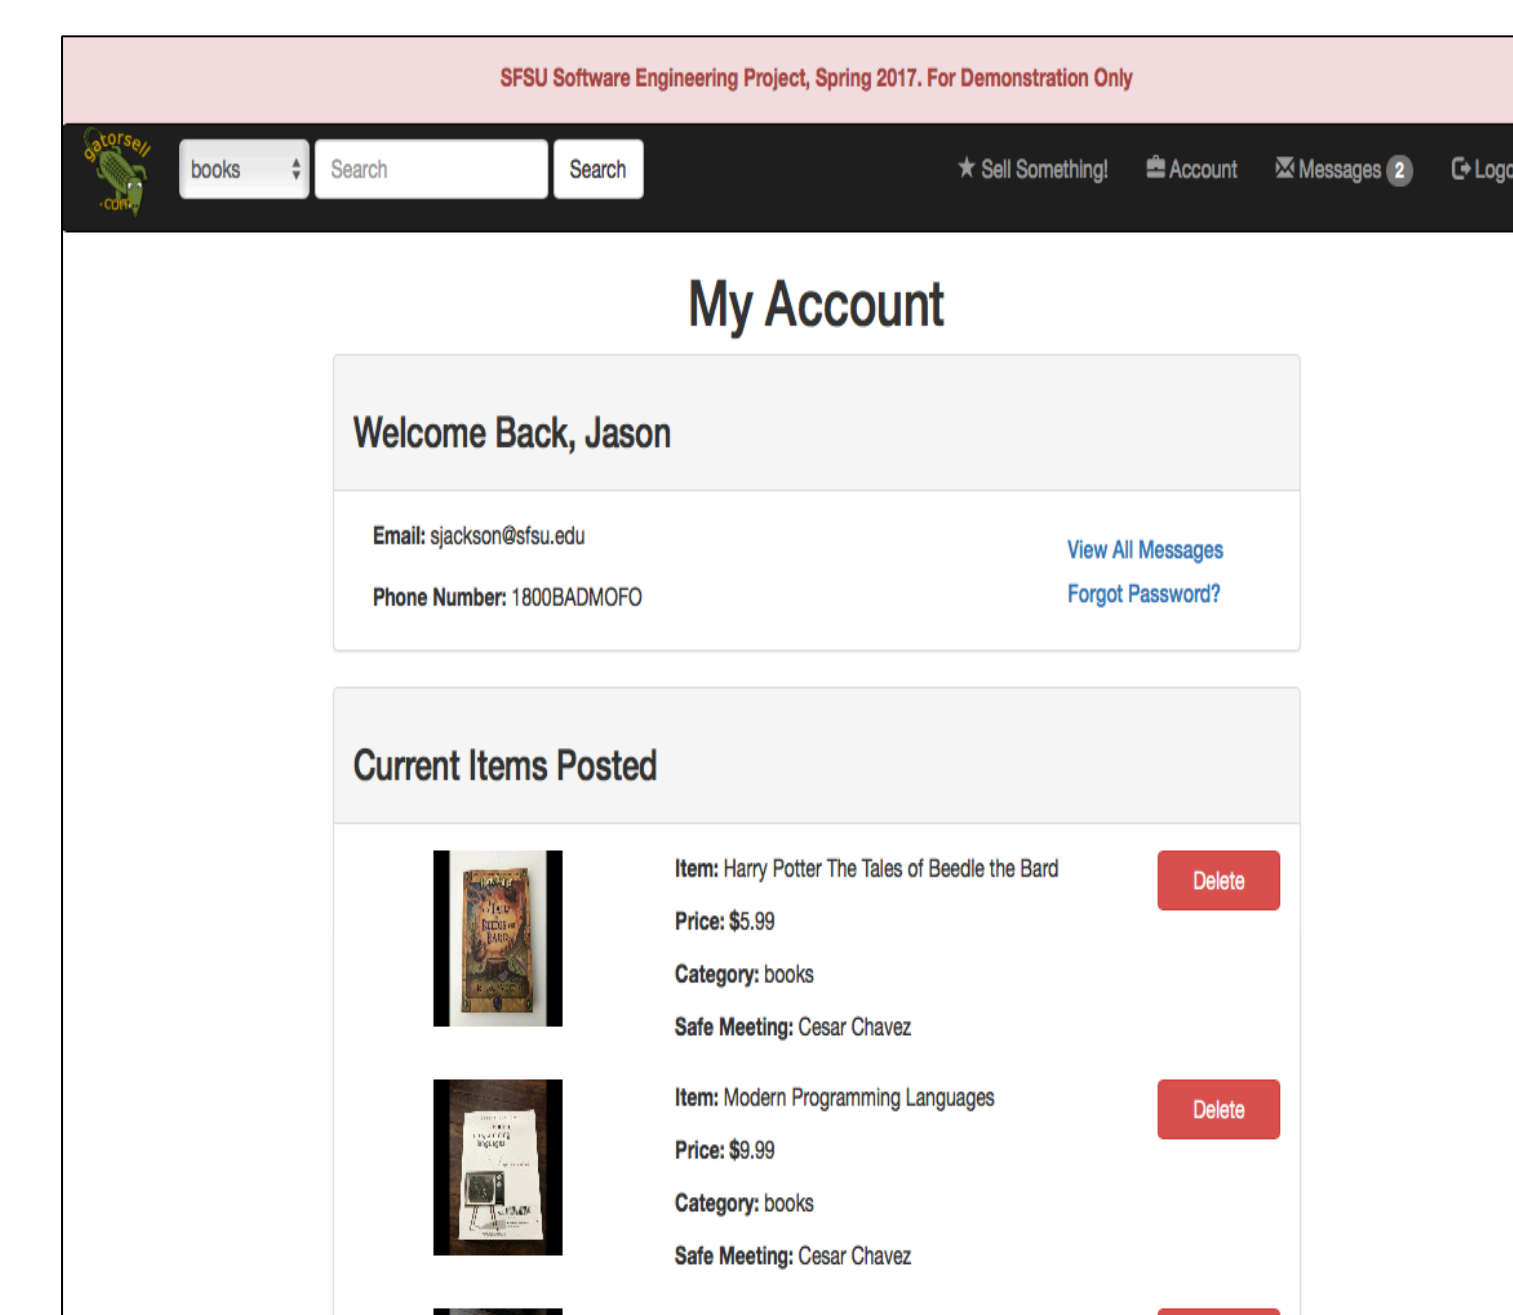 SFSU Software Engineering Project, Spring 2017. For Demonstration Only
gatorsell
.com
books Search Search Sell Something! Account Messages 2 Logo
My Account
Welcome Back, Jason
Email: sjackson@sfsu.edu
View All Messages
Phone Number: 1800BADMOFO
Forgot Password?
Current Items Posted
Item: Harry Potter The Tales of Beedle the Bard
Delete
Price: $5.99
Category: books
Safe Meeting: Cesar Chavez
Item: Modern Programming Languages
Delete
Price: $9.99
Category: books
Safe Meeting: Cesar Chavez